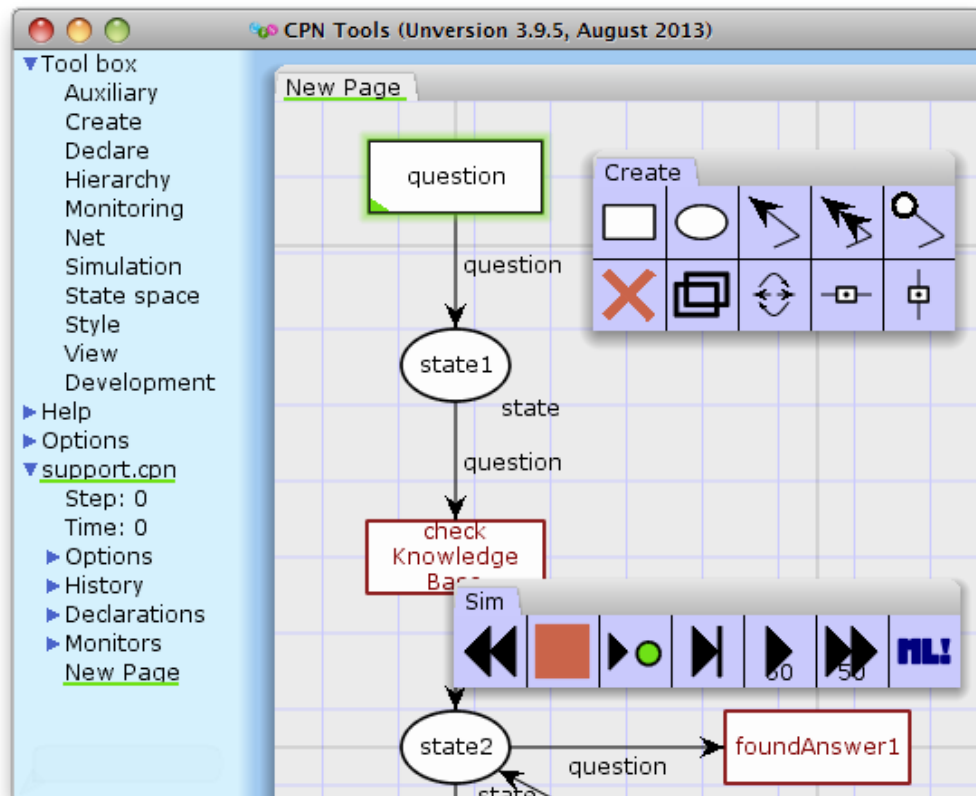 CPN Tools (Unversion 3.9.5, August 2013)
Tool box
Auxiliary
Create
Declare
Hierarchy
Monitoring
Net
Simulation
State space
Style
View
Development
Help
Options
support.cpn
Step: 0
Time: 0
Options
History
Declarations
Monitors
New Page
New Page
question
question
state1
state
question
check
Knowledge
Base
Create
Sim
50
50
ML!
state2
question
foundAnswer1
state